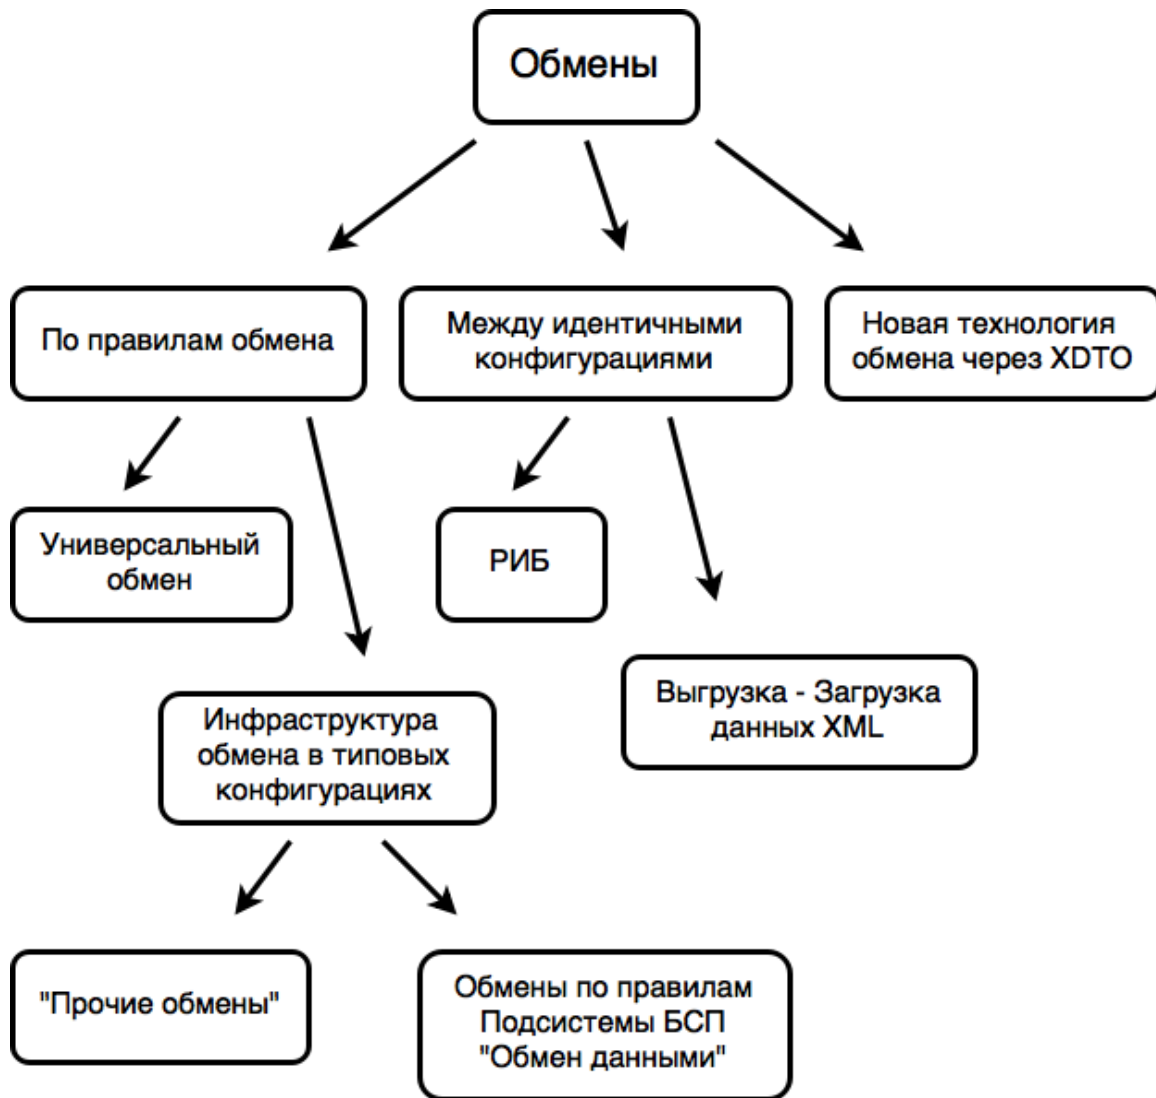 Обмены
По правилам обмена
Между идентичными
конфигурациями
Новая технология
обмена через XDTO
Универсальный
обмен
РИБ
Выгрузка - Загрузка
данных XML
Инфраструктура
обмена в типовых
конфигурациях
"Прочие обмены"
Обмены по правилам
Подсистемы БСП
"Обмен данными"